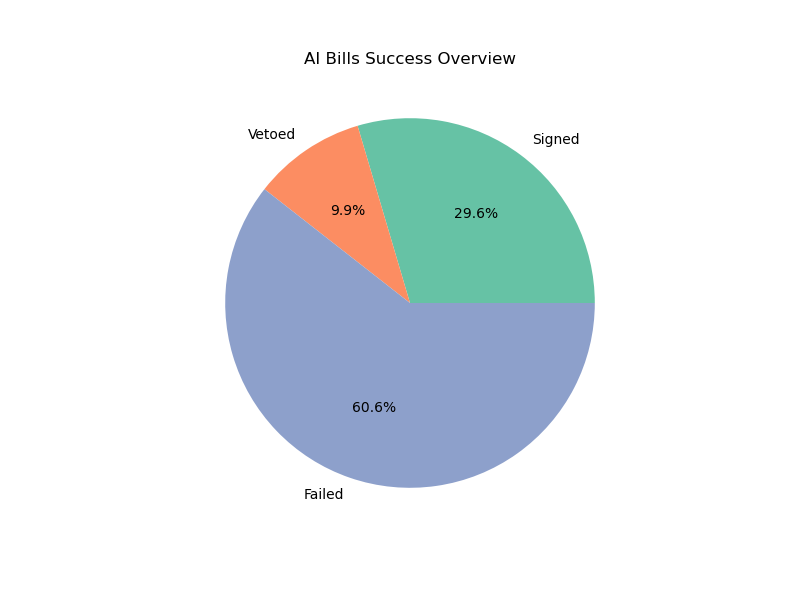 AI Bills Success Overview
Vetoed
Signed
9.9%
29.6%
60.6%
Failed